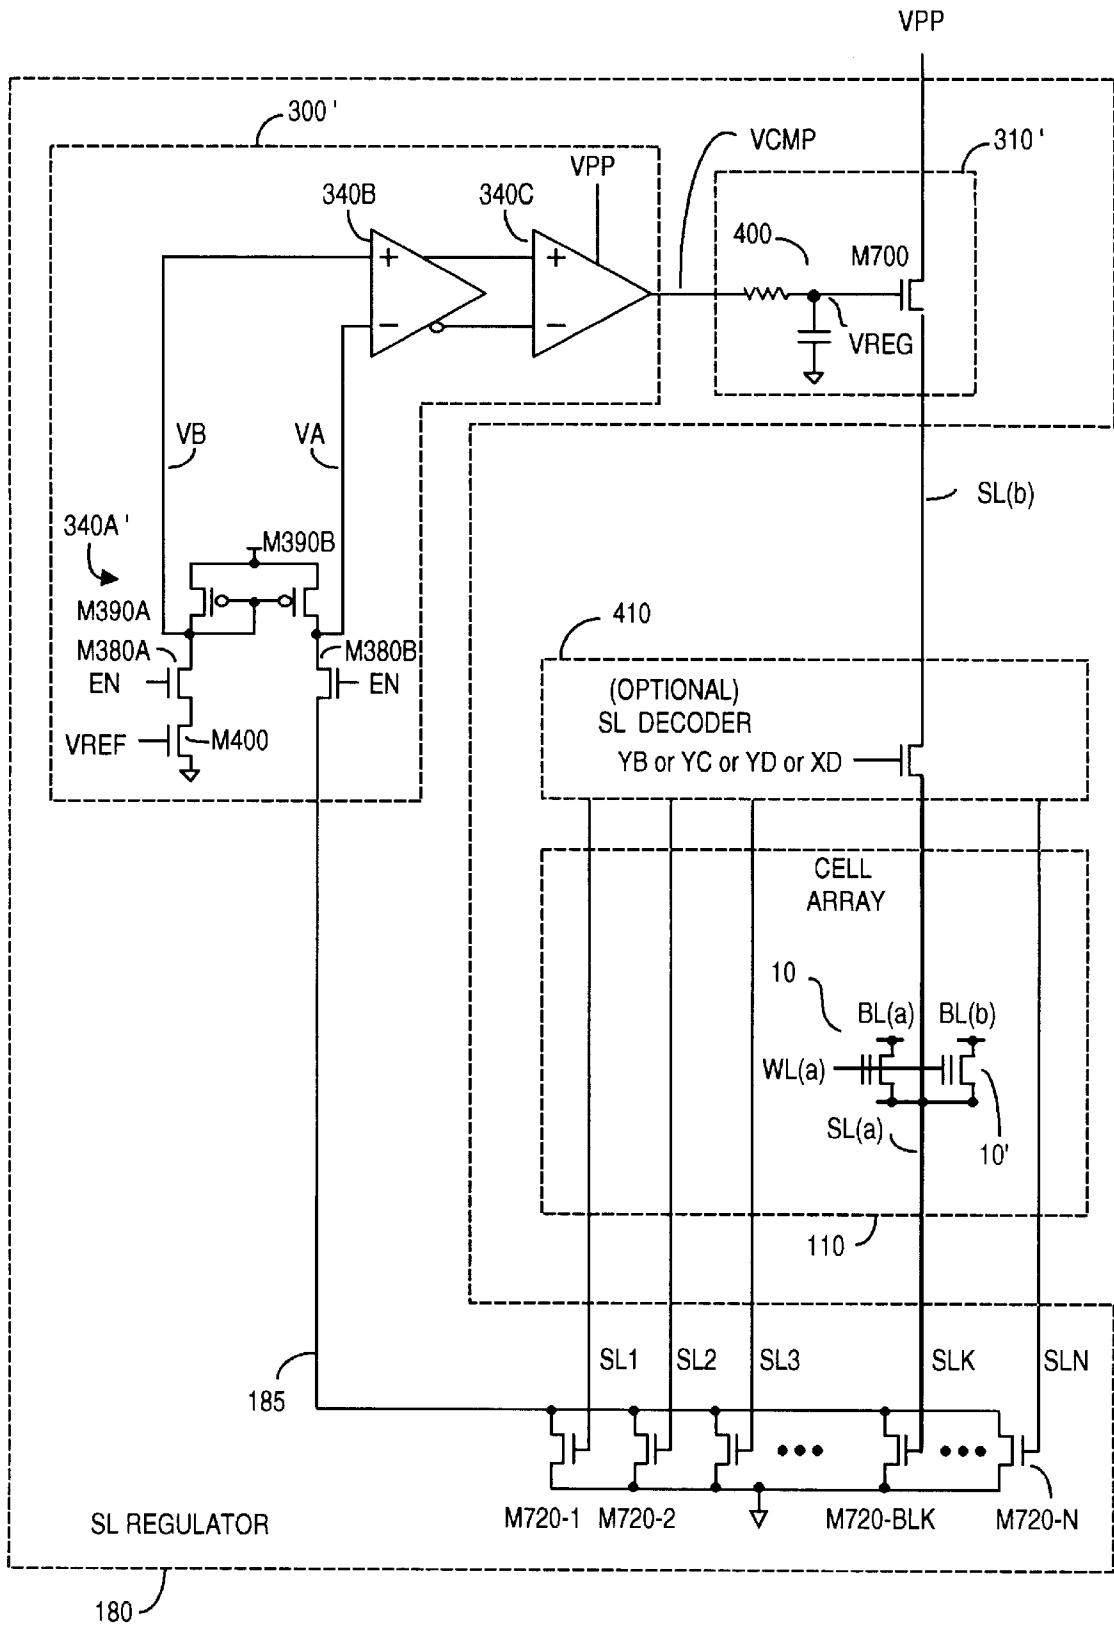 VPP
300'
310'
VCMP
VPP
340B
340C
400
M700
+
+
−
−
VREG
VB
VA
SL(b)
340A'
M390B
M390A
410
M380A
M380B
EN
EN
(OPTIONAL)
SL DECODER
VREF
M400
YB or YC or YD or XD
CELL
ARRAY
10
BL(a)
BL(b)
WL(a)
SL(a)
10'
110
SL1
SL2
SL3
SLK
SLN
185
M720-1
M720-2
M720-BLK
M720-N
SL REGULATOR
180